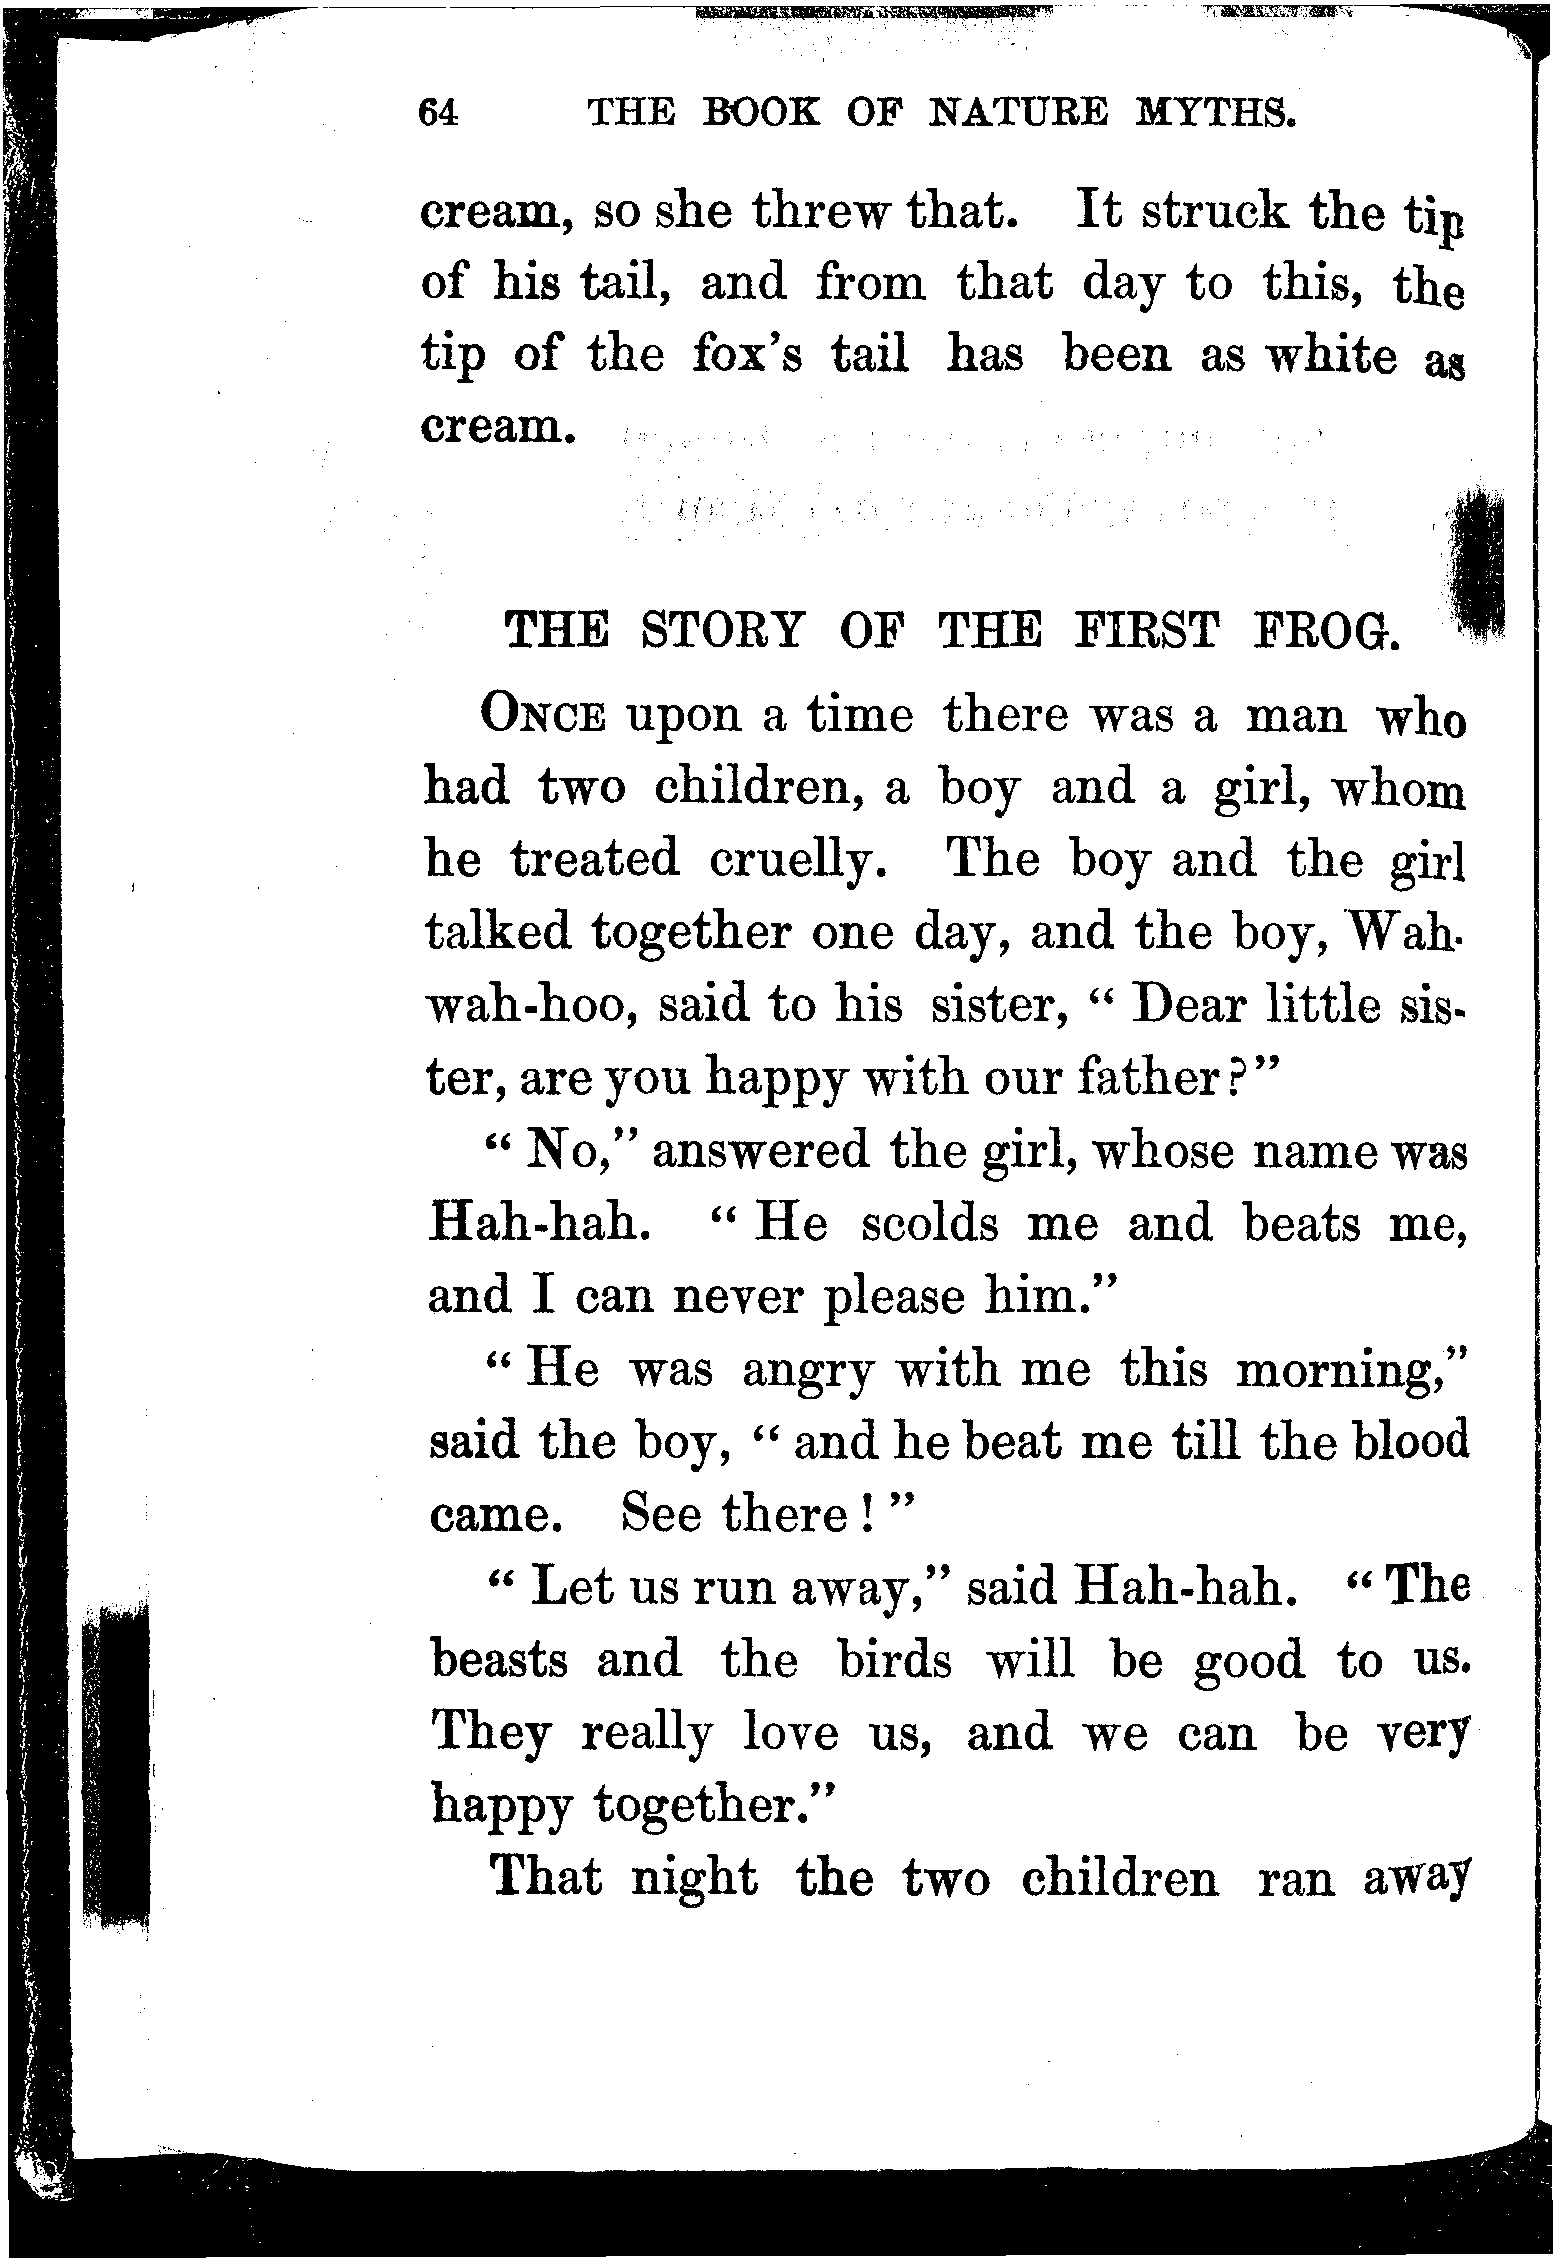 64 THE BOOK OF NATURE MYTHS.
cream, so she threw that. It struck the tip
of his tail, and from that day to this, the
tip of the fox's tail has been as white as
cream.
THE STORY OF THE FIRST FROG.
ONCE upon a time there was a man who
had two children, a boy and a girl, whom
he treated cruelly. The boy and the girl
talked together one day, and the boy, Wah-
wah-hoo, said to his sister, “Dear little sis-
ter, are you happy with our father?”
“No,” answered the girl, whose name was
Hah-hah. “He scolds me and beats me,
and I can never please him.”
“He was angry with me this morning,”
said the boy, “and he beat me till the blood
came. See there!”
“Let us run away,” said Hah-hah. “The
beasts and the birds will be good to us.
They really love us, and we can be very
happy together.”
That night the two children ran away